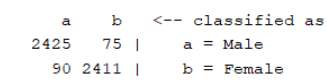 a b <-- classified as
2425 75 | a = Male
90 2411 | b = Female